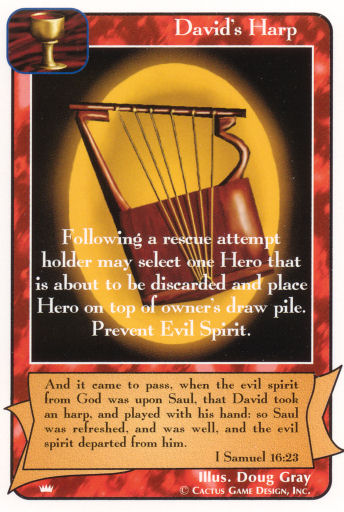 David's Harp
Following a rescue attempt
holder may select one Hero that
is about to be discarded and place
Hero on top of owner's draw pile.
Prevent Evil Spirit.
And it came to pass, when the evil spirit
from God was upon Saul, that David took
an harp, and played with his hand: so Saul
was refreshed, and was well, and the evil
spirit departed from him.
I Samuel 16:23
Illus. Doug Gray
© Cactus Game Design, Inc.